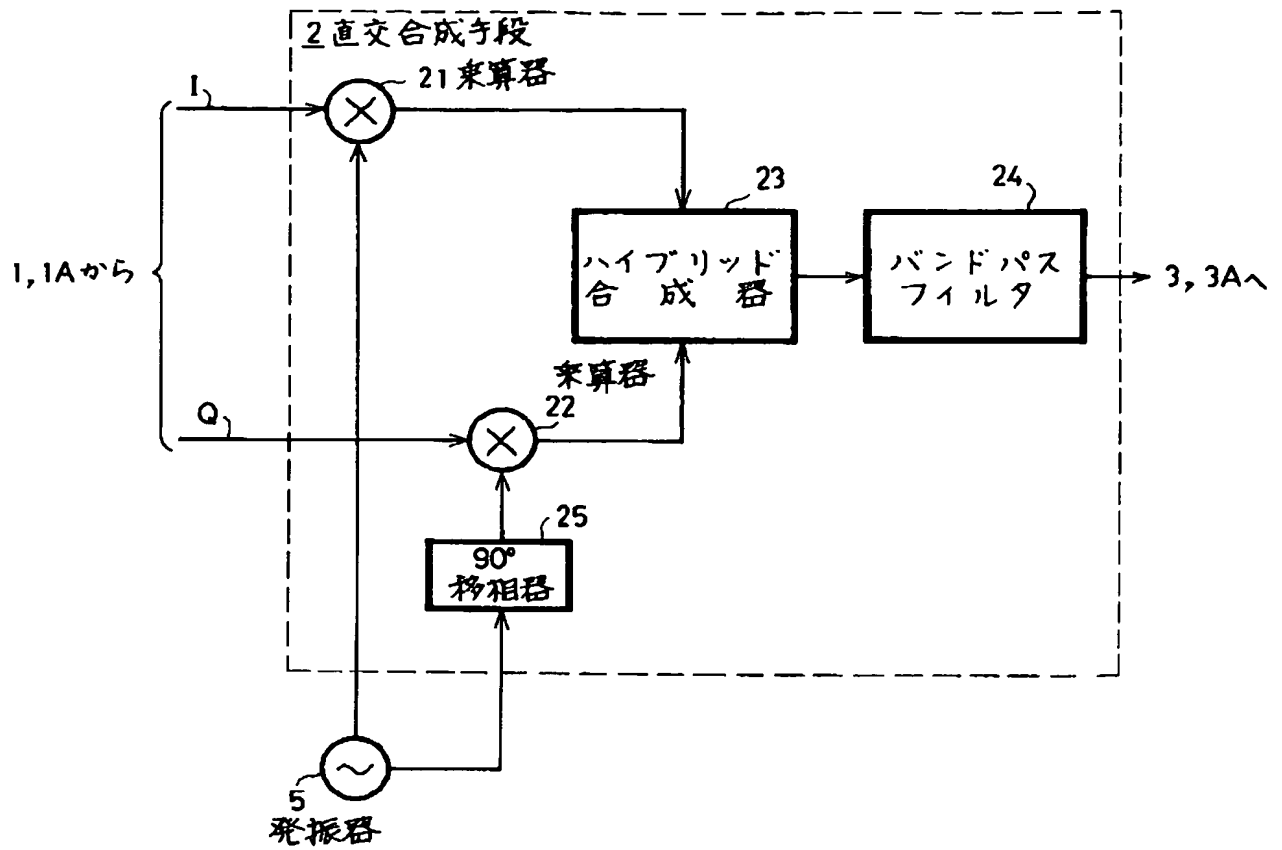 2 直交合成手段
I
21 乗算器
23
24
1, 1Aから
ハイブリッド
合成器
バンドパス
フィルタ
3, 3Aへ
乗算器
22
Q
25
90°
移相器
5
発振器